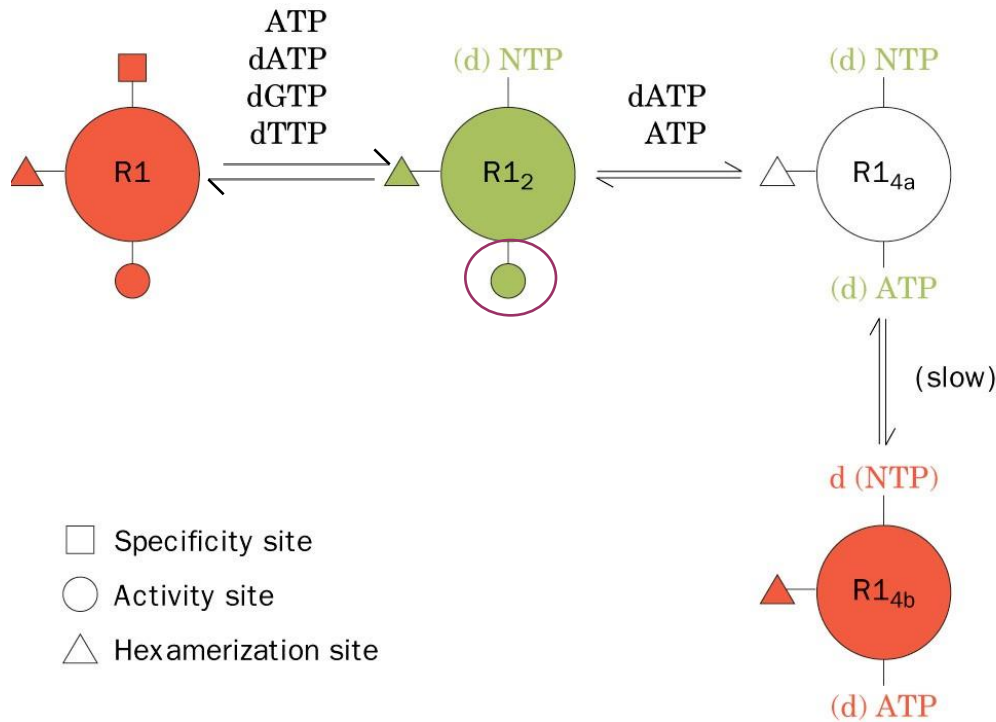 ATP
dATP
dGTP
dTTP
(d) NTP
dATP
ATP
(d) NTP
R1
R1₂
R1₄ₐ
(d) ATP
(slow)
d (NTP)
Specificity site
Activity site
Hexamerization site
R1₄b
(d) ATP